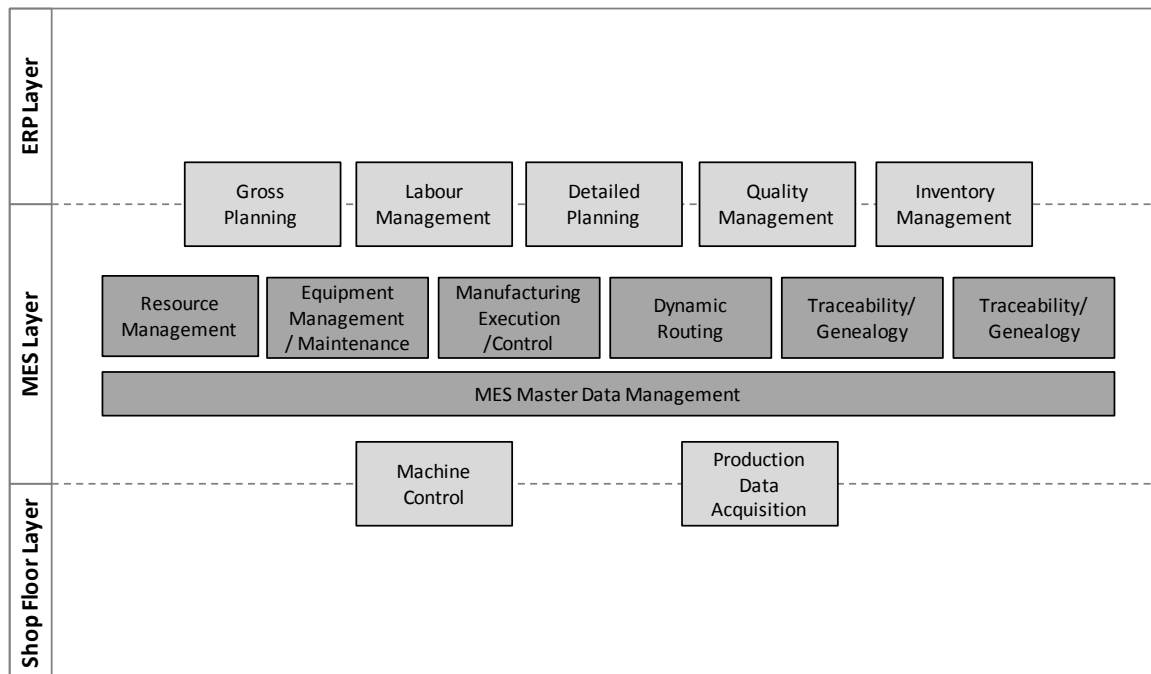 ERP Layer
Gross
Planning
Labour
Management
Detailed
Planning
Quality
Management
Inventory
Management
MES Layer
Resource
Management
Equipment
Management
/ Maintenance
Manufacturing
Execution
/Control
Dynamic
Routing
Traceability/
Genealogy
Traceability/
Genealogy
MES Master Data Management
Machine
Control
Production
Data
Acquisition
Shop Floor Layer